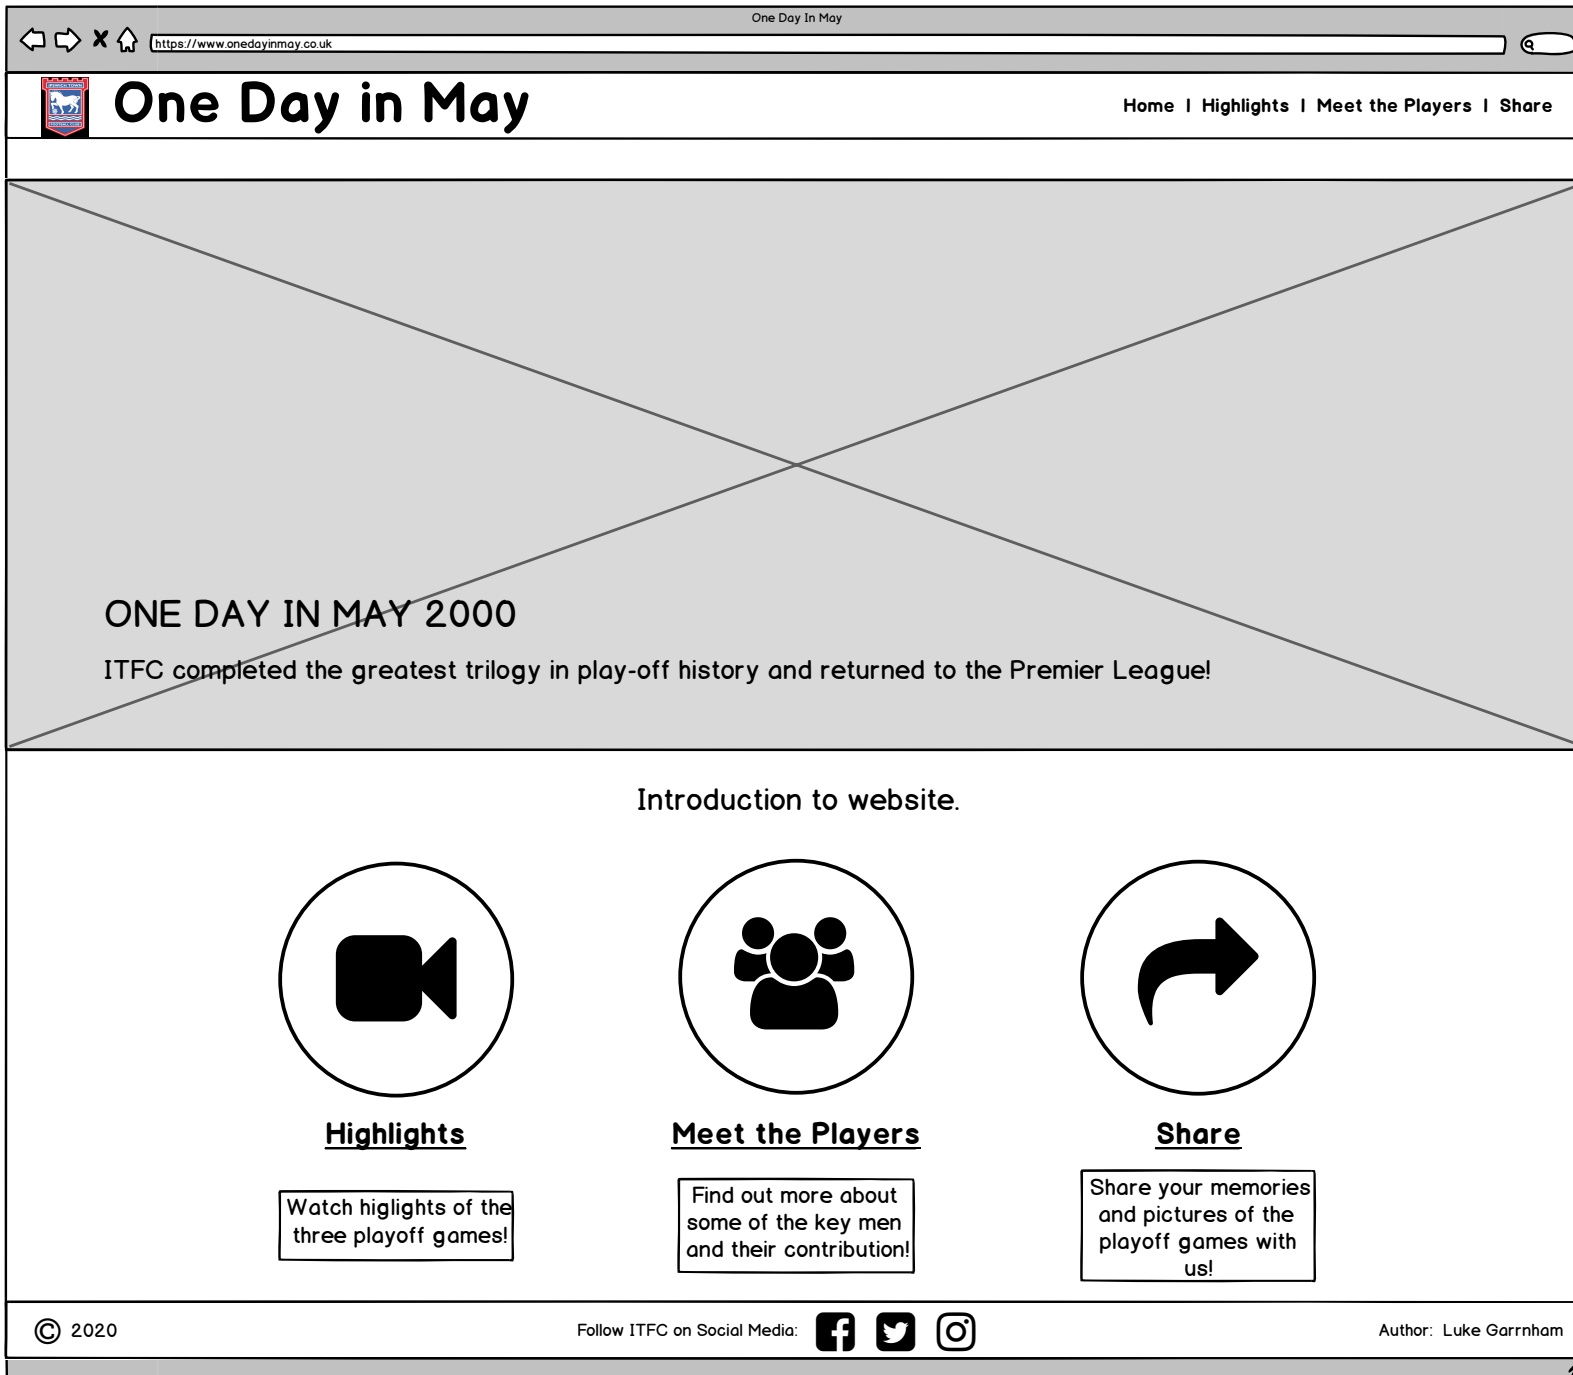 One Day In May
https://www.onedayinmay.co.uk
IPSWICH TOWN
FOOTBALL CLUB
One Day in May
Home | Highlights | Meet the Players | Share
ONE DAY IN MAY 2000
ITFC completed the greatest trilogy in play-off history and returned to the Premier League!
Introduction to website.
Highlights
Watch higlights of the
three playoff games!
Meet the Players
Find out more about
some of the key men
and their contribution!
Share
Share your memories
and pictures of the
playoff games with
us!
© 2020
Follow ITFC on Social Media:
Author: Luke Garrnham